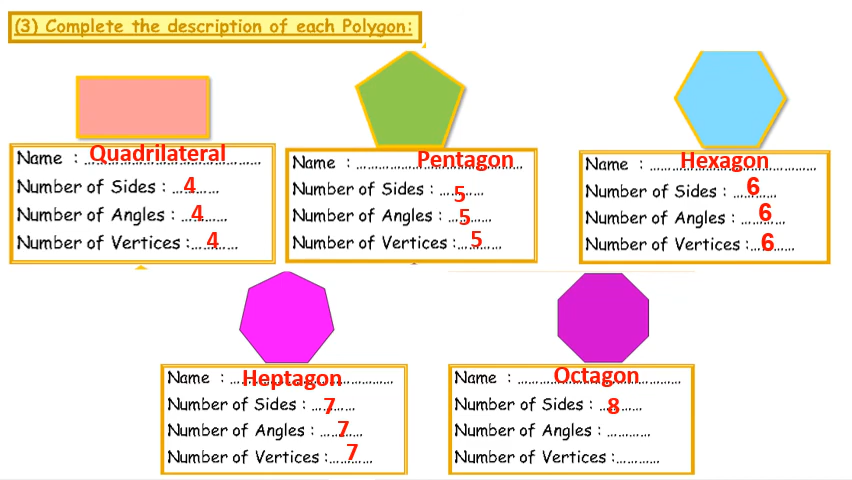 (3) Complete the description of each Polygon:
Name : ...Quadrilateral...
Number of Sides : ...4...
Number of Angles : ...4...
Number of Vertices :...4...
Name : ...Pentagon...
Number of Sides : ...5...
Number of Angles : ...5...
Number of Vertices :...5...
Name : ...Hexagon...
Number of Sides : ...6...
Number of Angles : ...6...
Number of Vertices :...6...
Name : ...Heptagon...
Number of Sides : ...7...
Number of Angles : ...7...
Number of Vertices :...7...
Name : ...Octagon...
Number of Sides : ...8...
Number of Angles : ............
Number of Vertices :............